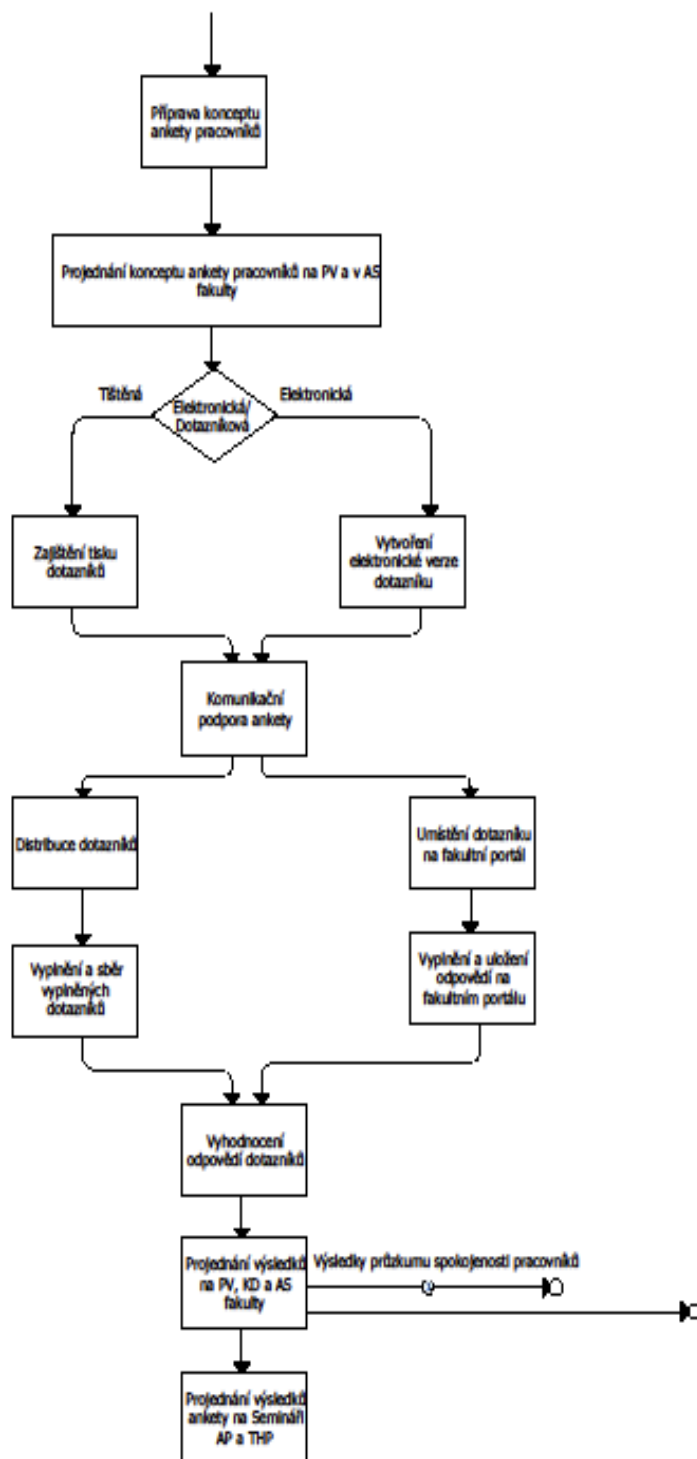 Příprava konceptu
ankety pracovníků
Projednání konceptu ankety pracovníků na PV a v AS
fakulty
Tištěná
Elektronická/
Dotazníková
Elektronická
Zajištění tisku
dotazníků
Vytvoření
elektronické verze
dotazníku
Komunikační
podpora ankety
Distribuce dotazníků
Umístění dotazníku
na fakultní portál
Vyplnění a sběr
vyplněných
dotazníků
Vyplnění a uložení
odpovědí na
fakultním portálu
Vyhodnocení
odpovědí dotazníků
Projednání výsledků
na PV, KD a AS
fakulty
Výsledky průzkumu spokojenosti pracovníků
Projednání výsledků
ankety na Semináři
AP a THP